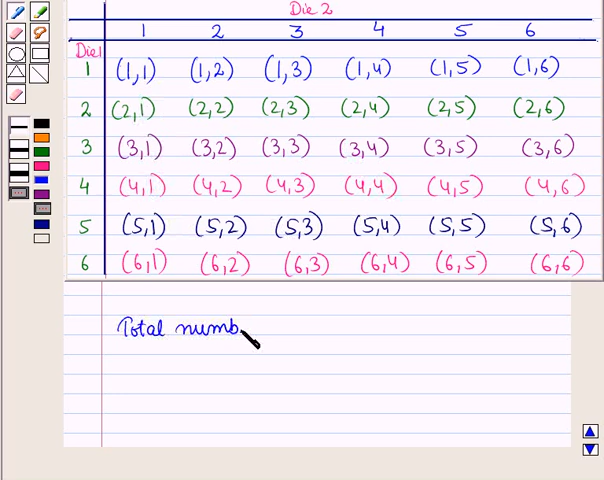 Die 2
1 2 3 4 5 6
Die1
1 (1,1) (1,2) (1,3) (1,4) (1,5) (1,6)
2 (2,1) (2,2) (2,3) (2,4) (2,5) (2,6)
3 (3,1) (3,2) (3,3) (3,4) (3,5) (3,6)
4 (4,1) (4,2) (4,3) (4,4) (4,5) (4,6)
5 (5,1) (5,2) (5,3) (5,4) (5,5) (5,6)
6 (6,1) (6,2) (6,3) (6,4) (6,5) (6,6)
Total numb